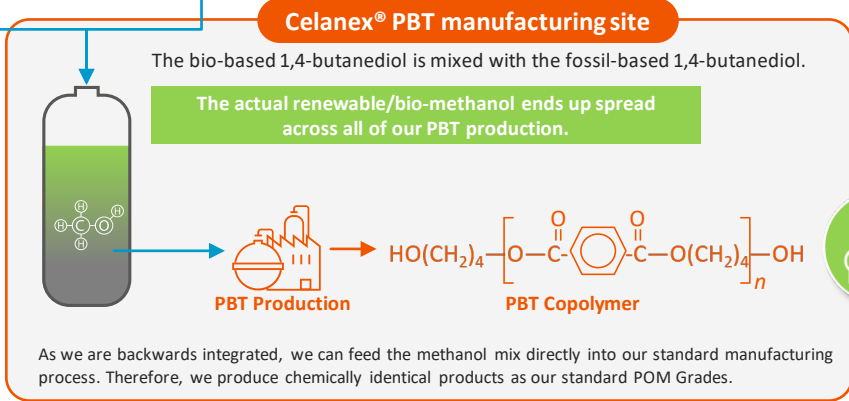 Celanex® PBT manufacturing site
The bio-based 1,4-butanediol is mixed with the fossil-based 1,4-butanediol.
The actual renewable/bio-methanol ends up spread
across all of our PBT production.
H
H C O H
H
O O
HO(CH₂)₄ O C C O(CH₂)₄ OH
n
PBT Production PBT Copolymer
As we are backwards integrated, we can feed the methanol mix directly into our standard manufacturing
process. Therefore, we produce chemically identical products as our standard POM Grades.